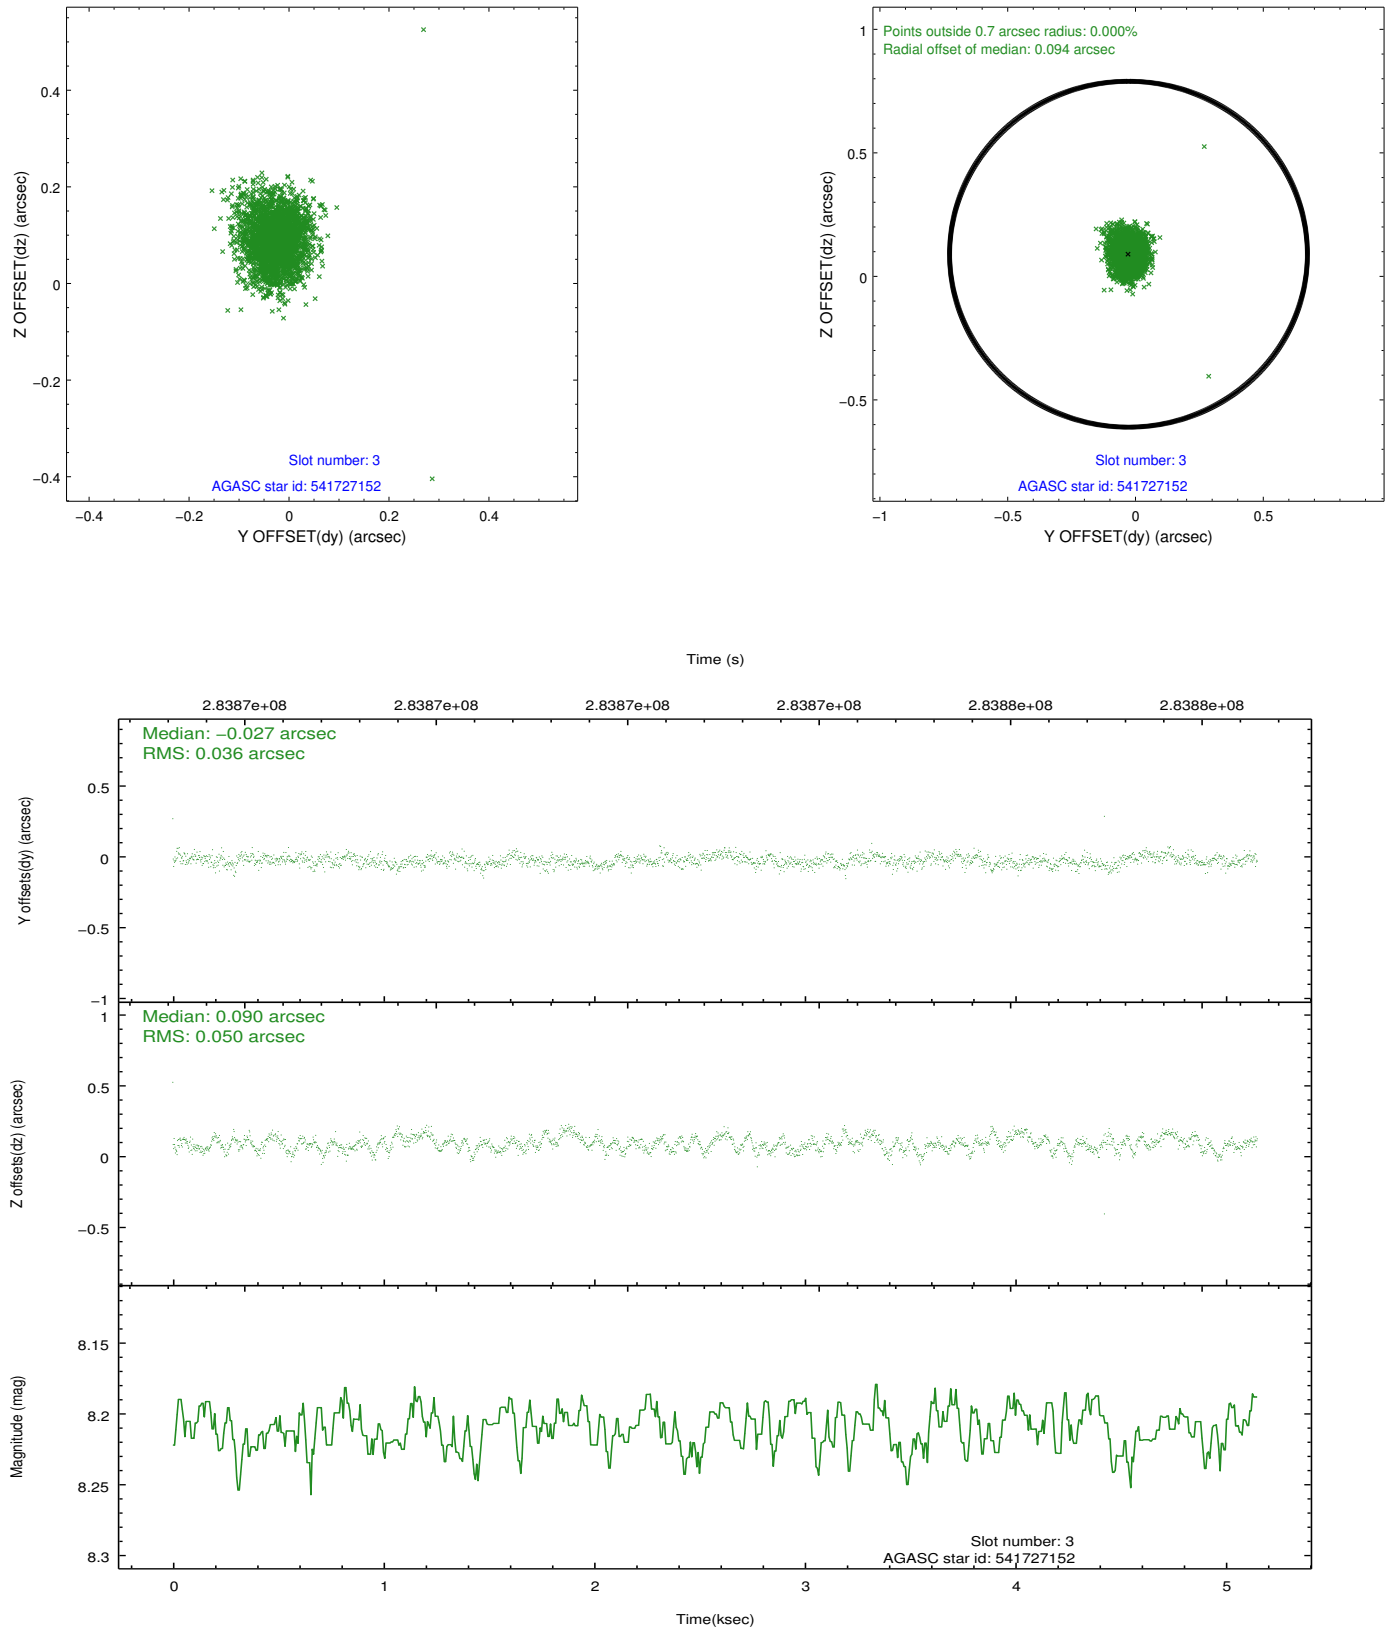 0.4
0.2
0
−0.2
−0.4
Z OFFSET(dz) (arcsec)
Slot number: 3
AGASC star id: 541727152
−0.4
−0.2
0
0.2
0.4
Y OFFSET(dy) (arcsec)
Points outside 0.7 arcsec radius: 0.000%
Radial offset of median: 0.094 arcsec
1
0.5
0
−0.5
Z OFFSET(dz) (arcsec)
Slot number: 3
AGASC star id: 541727152
−1
−0.5
0
0.5
Y OFFSET(dy) (arcsec)
Time (s)
2.8387e+08
2.8387e+08
2.8387e+08
2.8387e+08
2.8388e+08
2.8388e+08
Median: −0.027 arcsec
RMS: 0.036 arcsec
0.5
0
−0.5
−1
Y offsets(dy) (arcsec)
Median: 0.090 arcsec
RMS: 0.050 arcsec
1
0.5
0
−0.5
Z offsets(dz) (arcsec)
8.15
8.2
8.25
8.3
Magnitude (mag)
Slot number: 3
AGASC star id: 541727152
0
1
2
3
4
5
Time(ksec)